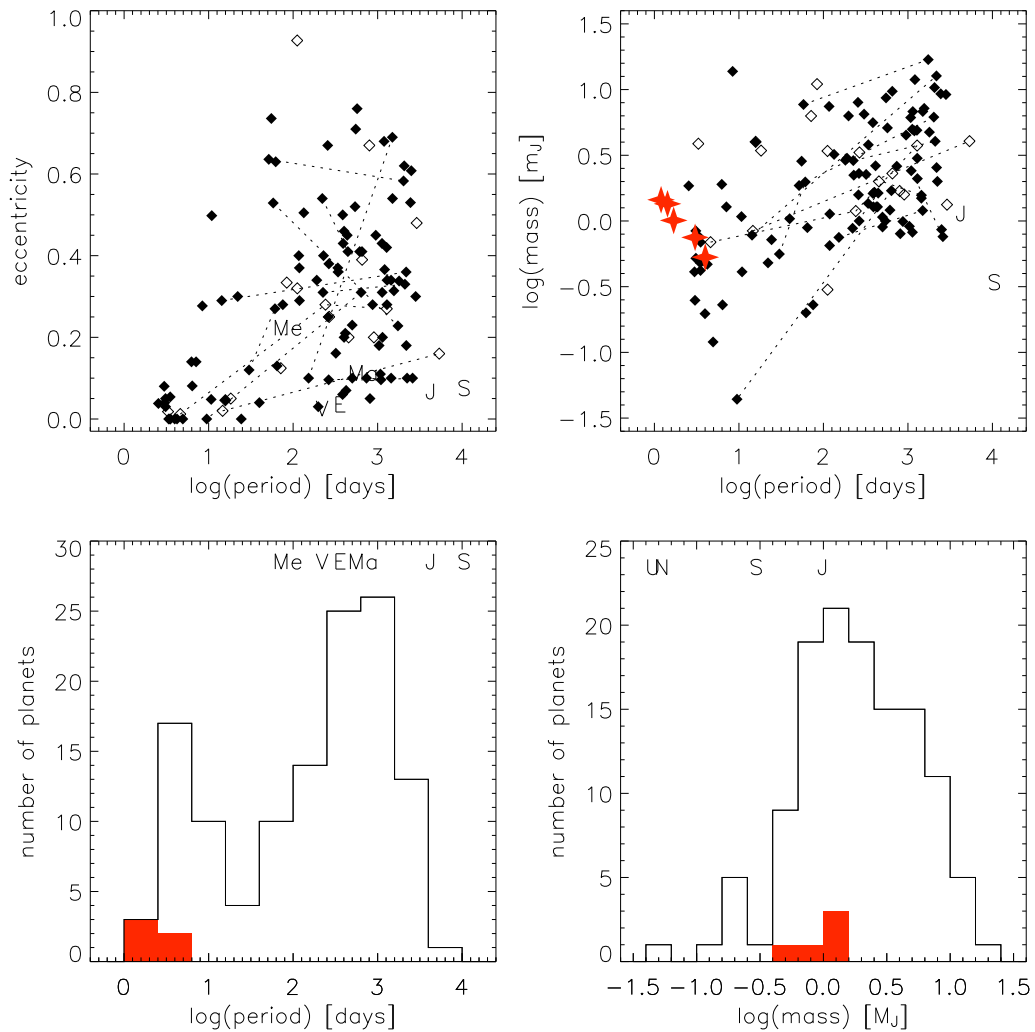 1.0
0.8
0.6
0.4
0.2
0.0
eccentricity
Me
Ma
V E
J
S
0 1 2 3 4
log(period) [days]
1.5
1.0
0.5
0.0
−0.5
−1.0
−1.5
log(mass) [mJ]
J
S
0 1 2 3 4
log(period) [days]
30
25
20
15
10
5
0
number of planets
Me V E Ma J S
0 1 2 3 4
log(period) [days]
25
20
15
10
5
0
number of planets
U N S J
−1.5 −1.0 −0.5 0.0 0.5 1.0 1.5
log(mass) [MJ]